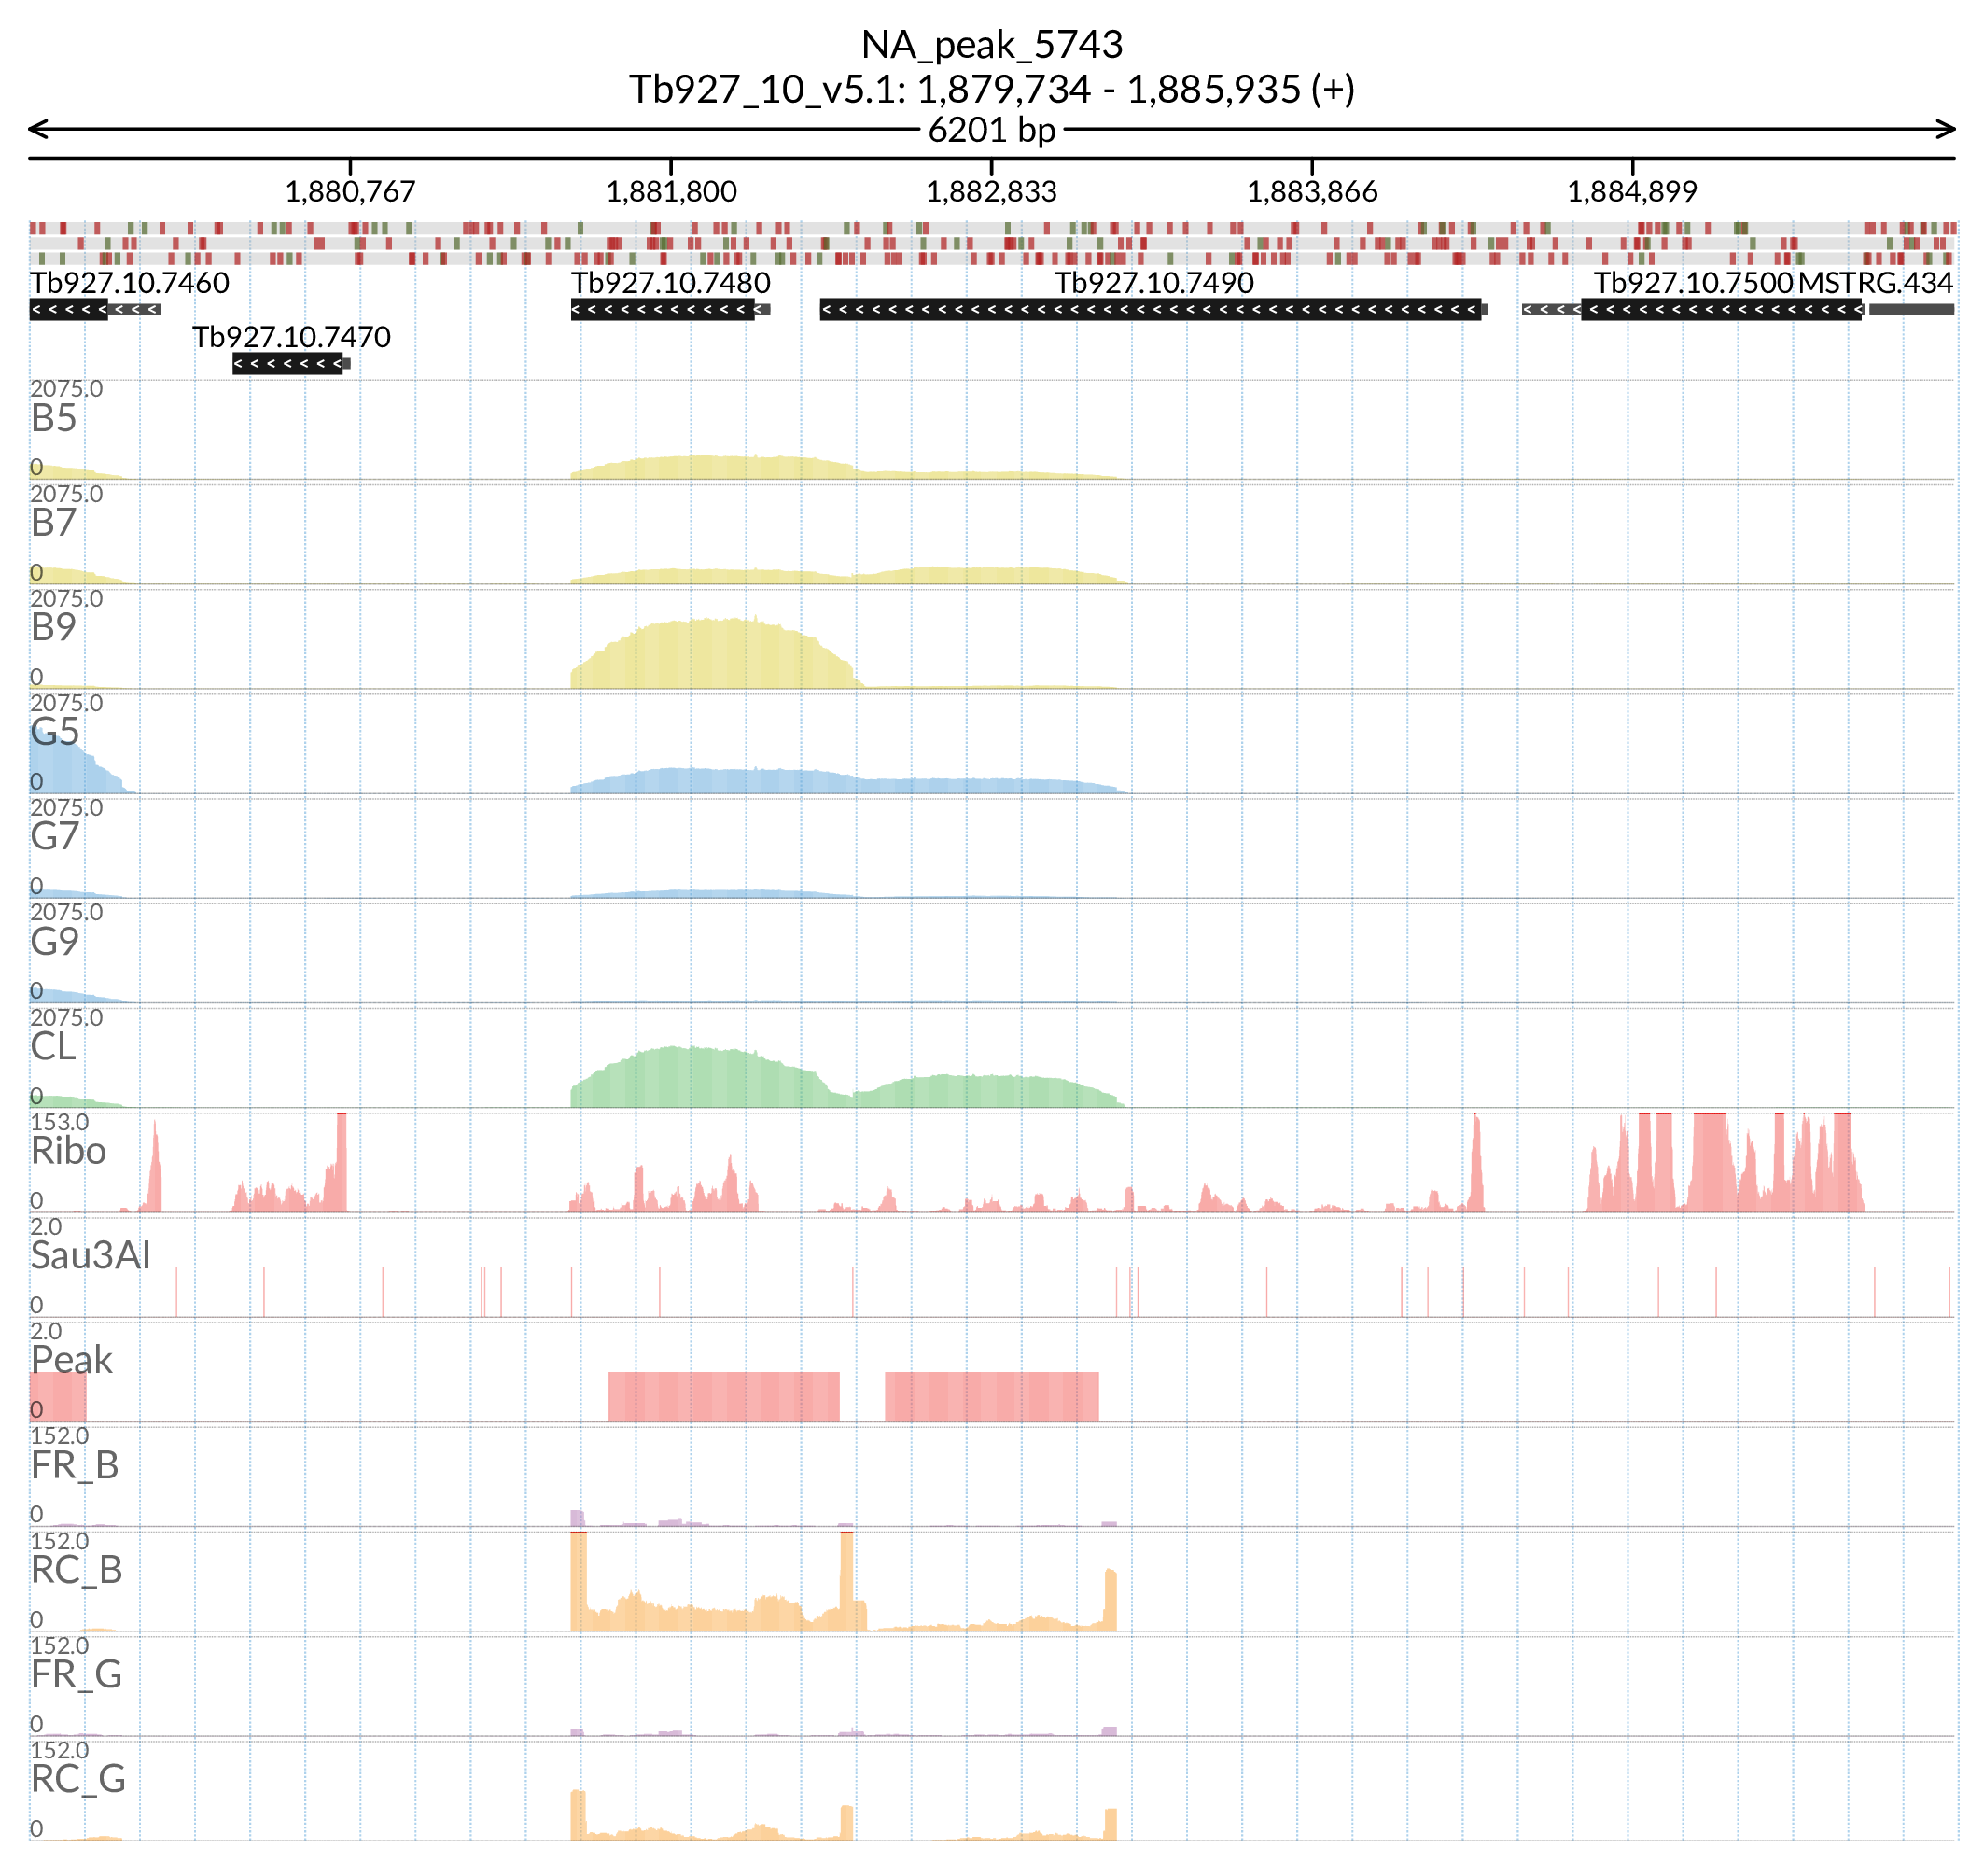 NA_peak_5743
Tb927_10_v5.1: 1,879,734 - 1,885,935 (+)
6201 bp
1,880,767 1,881,800 1,882,833 1,883,866 1,884,899
Tb927.10.7460 Tb927.10.7480 Tb927.10.7490 Tb927.10.7500 MSTRG.434
Tb927.10.7470
2075.0
B5
0
2075.0
B7
0
2075.0
B9
0
2075.0
G5
0
2075.0
G7
0
2075.0
G9
0
2075.0
CL
0
153.0
Ribo
0
2.0
Sau3AI
0
2.0
Peak
0
152.0
FR_B
0
152.0
RC_B
0
152.0
FR_G
0
152.0
RC_G
0